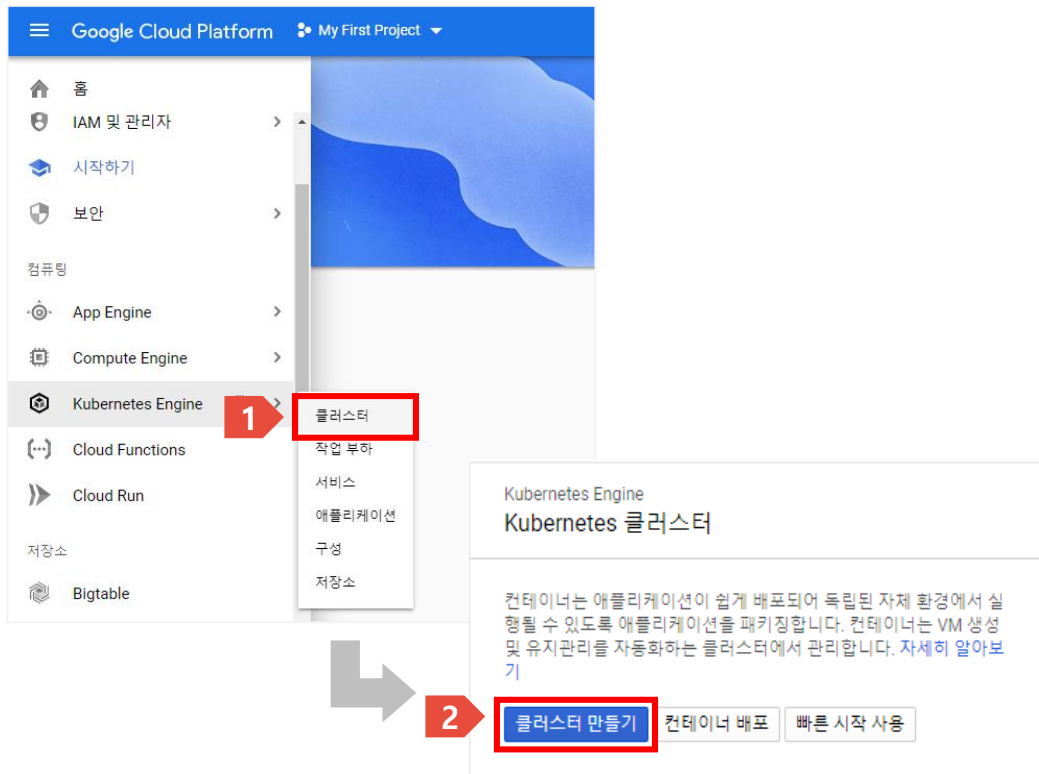 Google Cloud Platform My First Project
홈
IAM 및 관리자
시작하기
보안
컴퓨팅
App Engine
Compute Engine
Kubernetes Engine
Cloud Functions
Cloud Run
저장소
Bigtable
1
클러스터
작업 부하
서비스
애플리케이션
구성
저장소
Kubernetes Engine
Kubernetes 클러스터
컨테이너는 애플리케이션이 쉽게 배포되어 독립된 자체 환경에서 실
행될 수 있도록 애플리케이션을 패키징합니다. 컨테이너는 VM 생성
및 유지관리를 자동화하는 클러스터에서 관리합니다. 자세히 알아보
기
2
클러스터 만들기 컨테이너 배포 빠른 시작 사용